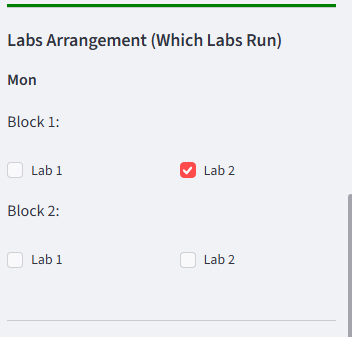 Labs Arrangement (Which Labs Run)
Mon
Block 1:
Lab 1 Lab 2
Block 2:
Lab 1 Lab 2